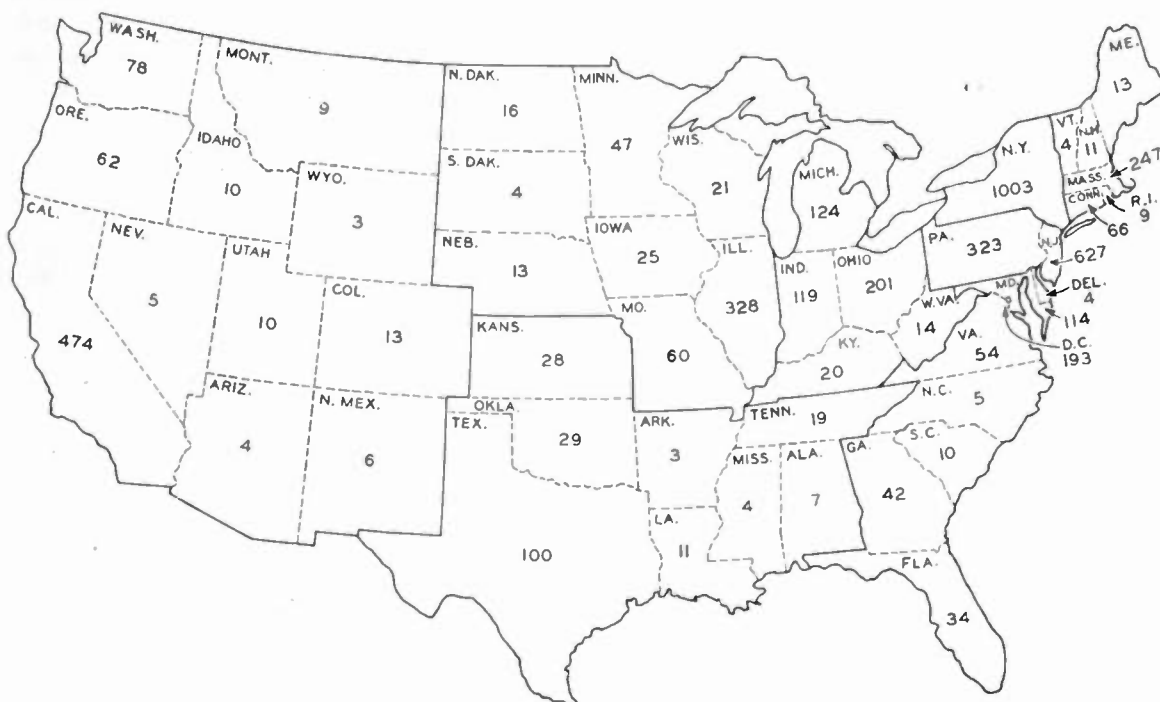 WASH.
78
ORE.
62
CAL.
474
MONT.
9
IDAHO
10
NEV.
5
WYO.
3
UTAH
10
COL.
13
ARIZ.
4
N. MEX.
6
N. DAK.
16
S. DAK.
4
NEB.
13
KANS.
28
OKLA.
29
TEX.
100
MINN.
47
IOWA
25
MO.
60
ARK.
3
LA.
11
WIS.
21
ILL.
328
MICH.
124
IND.
119
OHIO
201
KY.
20
TENN.
19
MISS.
4
ALA.
7
GA.
42
FLA.
34
S.C.
10
N.C.
5
VA.
54
W.VA.
14
PA.
323
N.Y.
1003
VT.
4
N.H.
11
ME.
13
MASS.
247
CONN.
66
R.I.
9
N.J.
627
DEL.
4
MD.
114
D.C.
193